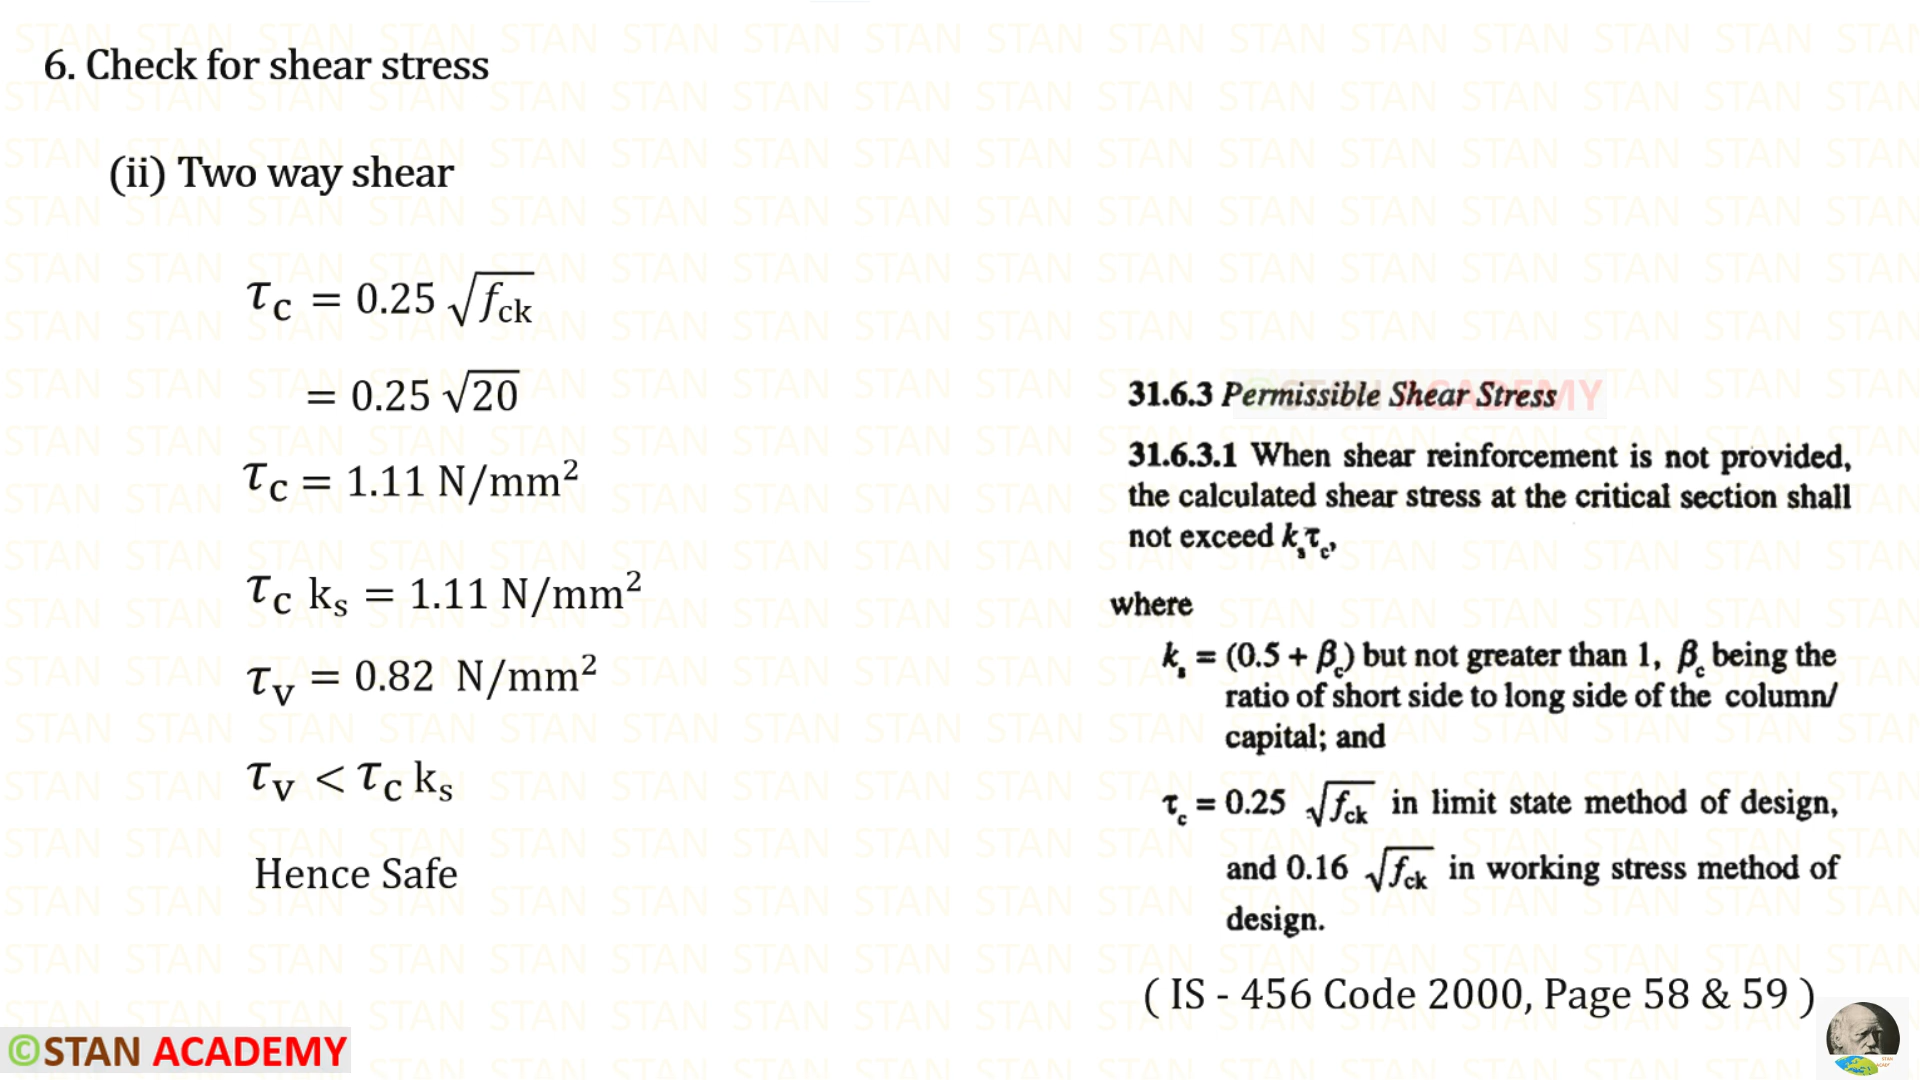 6. Check for shear stress
(ii) Two way shear
τc = 0.25 √fck
= 0.25 √20
τc = 1.11 N/mm²
τc ks = 1.11 N/mm²
τv = 0.82 N/mm²
τv < τc ks
Hence Safe
31.6.3 Permissible Shear Stress
31.6.3.1 When shear reinforcement is not provided,
the calculated shear stress at the critical section shall
not exceed ksτc,
where
ks = (0.5 + βc) but not greater than 1, βc being the
ratio of short side to long side of the column/
capital; and
τc = 0.25 √fck in limit state method of design,
and 0.16 √fck in working stress method of
design.
( IS - 456 Code 2000, Page 58 & 59 )
©STAN ACADEMY